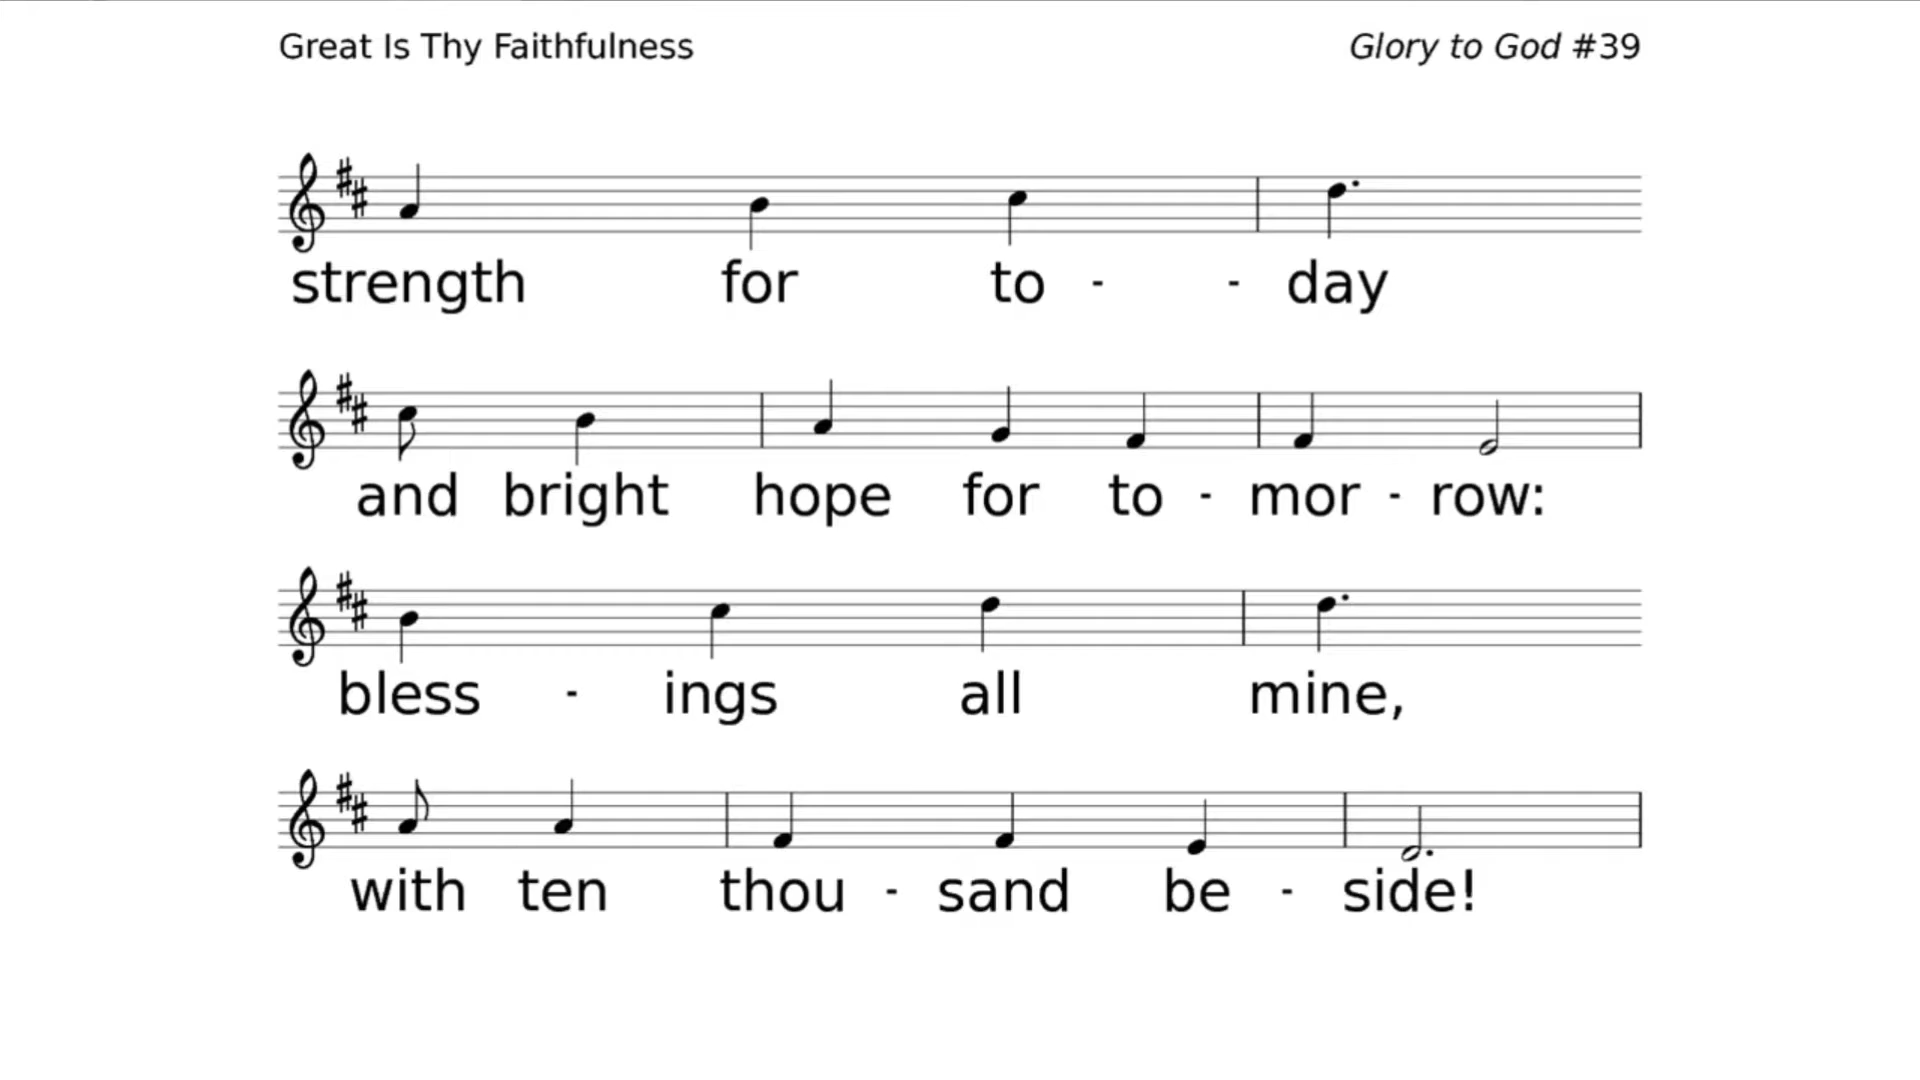 Great Is Thy Faithfulness
Glory to God #39
strength for to - - day
and bright hope for to - mor - row:
bless - ings all mine,
with ten thou - sand be - side!